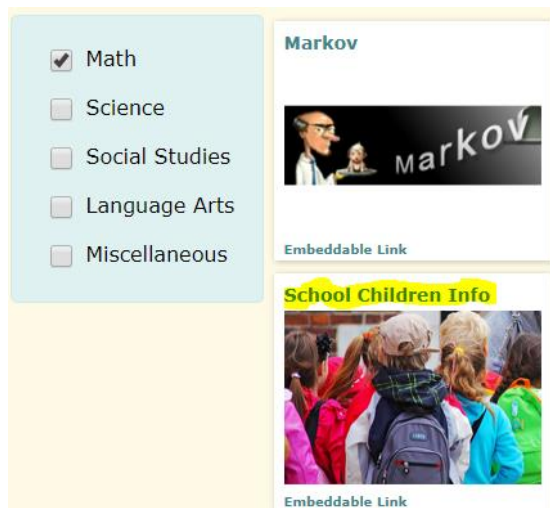 Math
Science
Social Studies
Language Arts
Miscellaneous
Markov
Markov
Embeddable Link
School Children Info
Embeddable Link